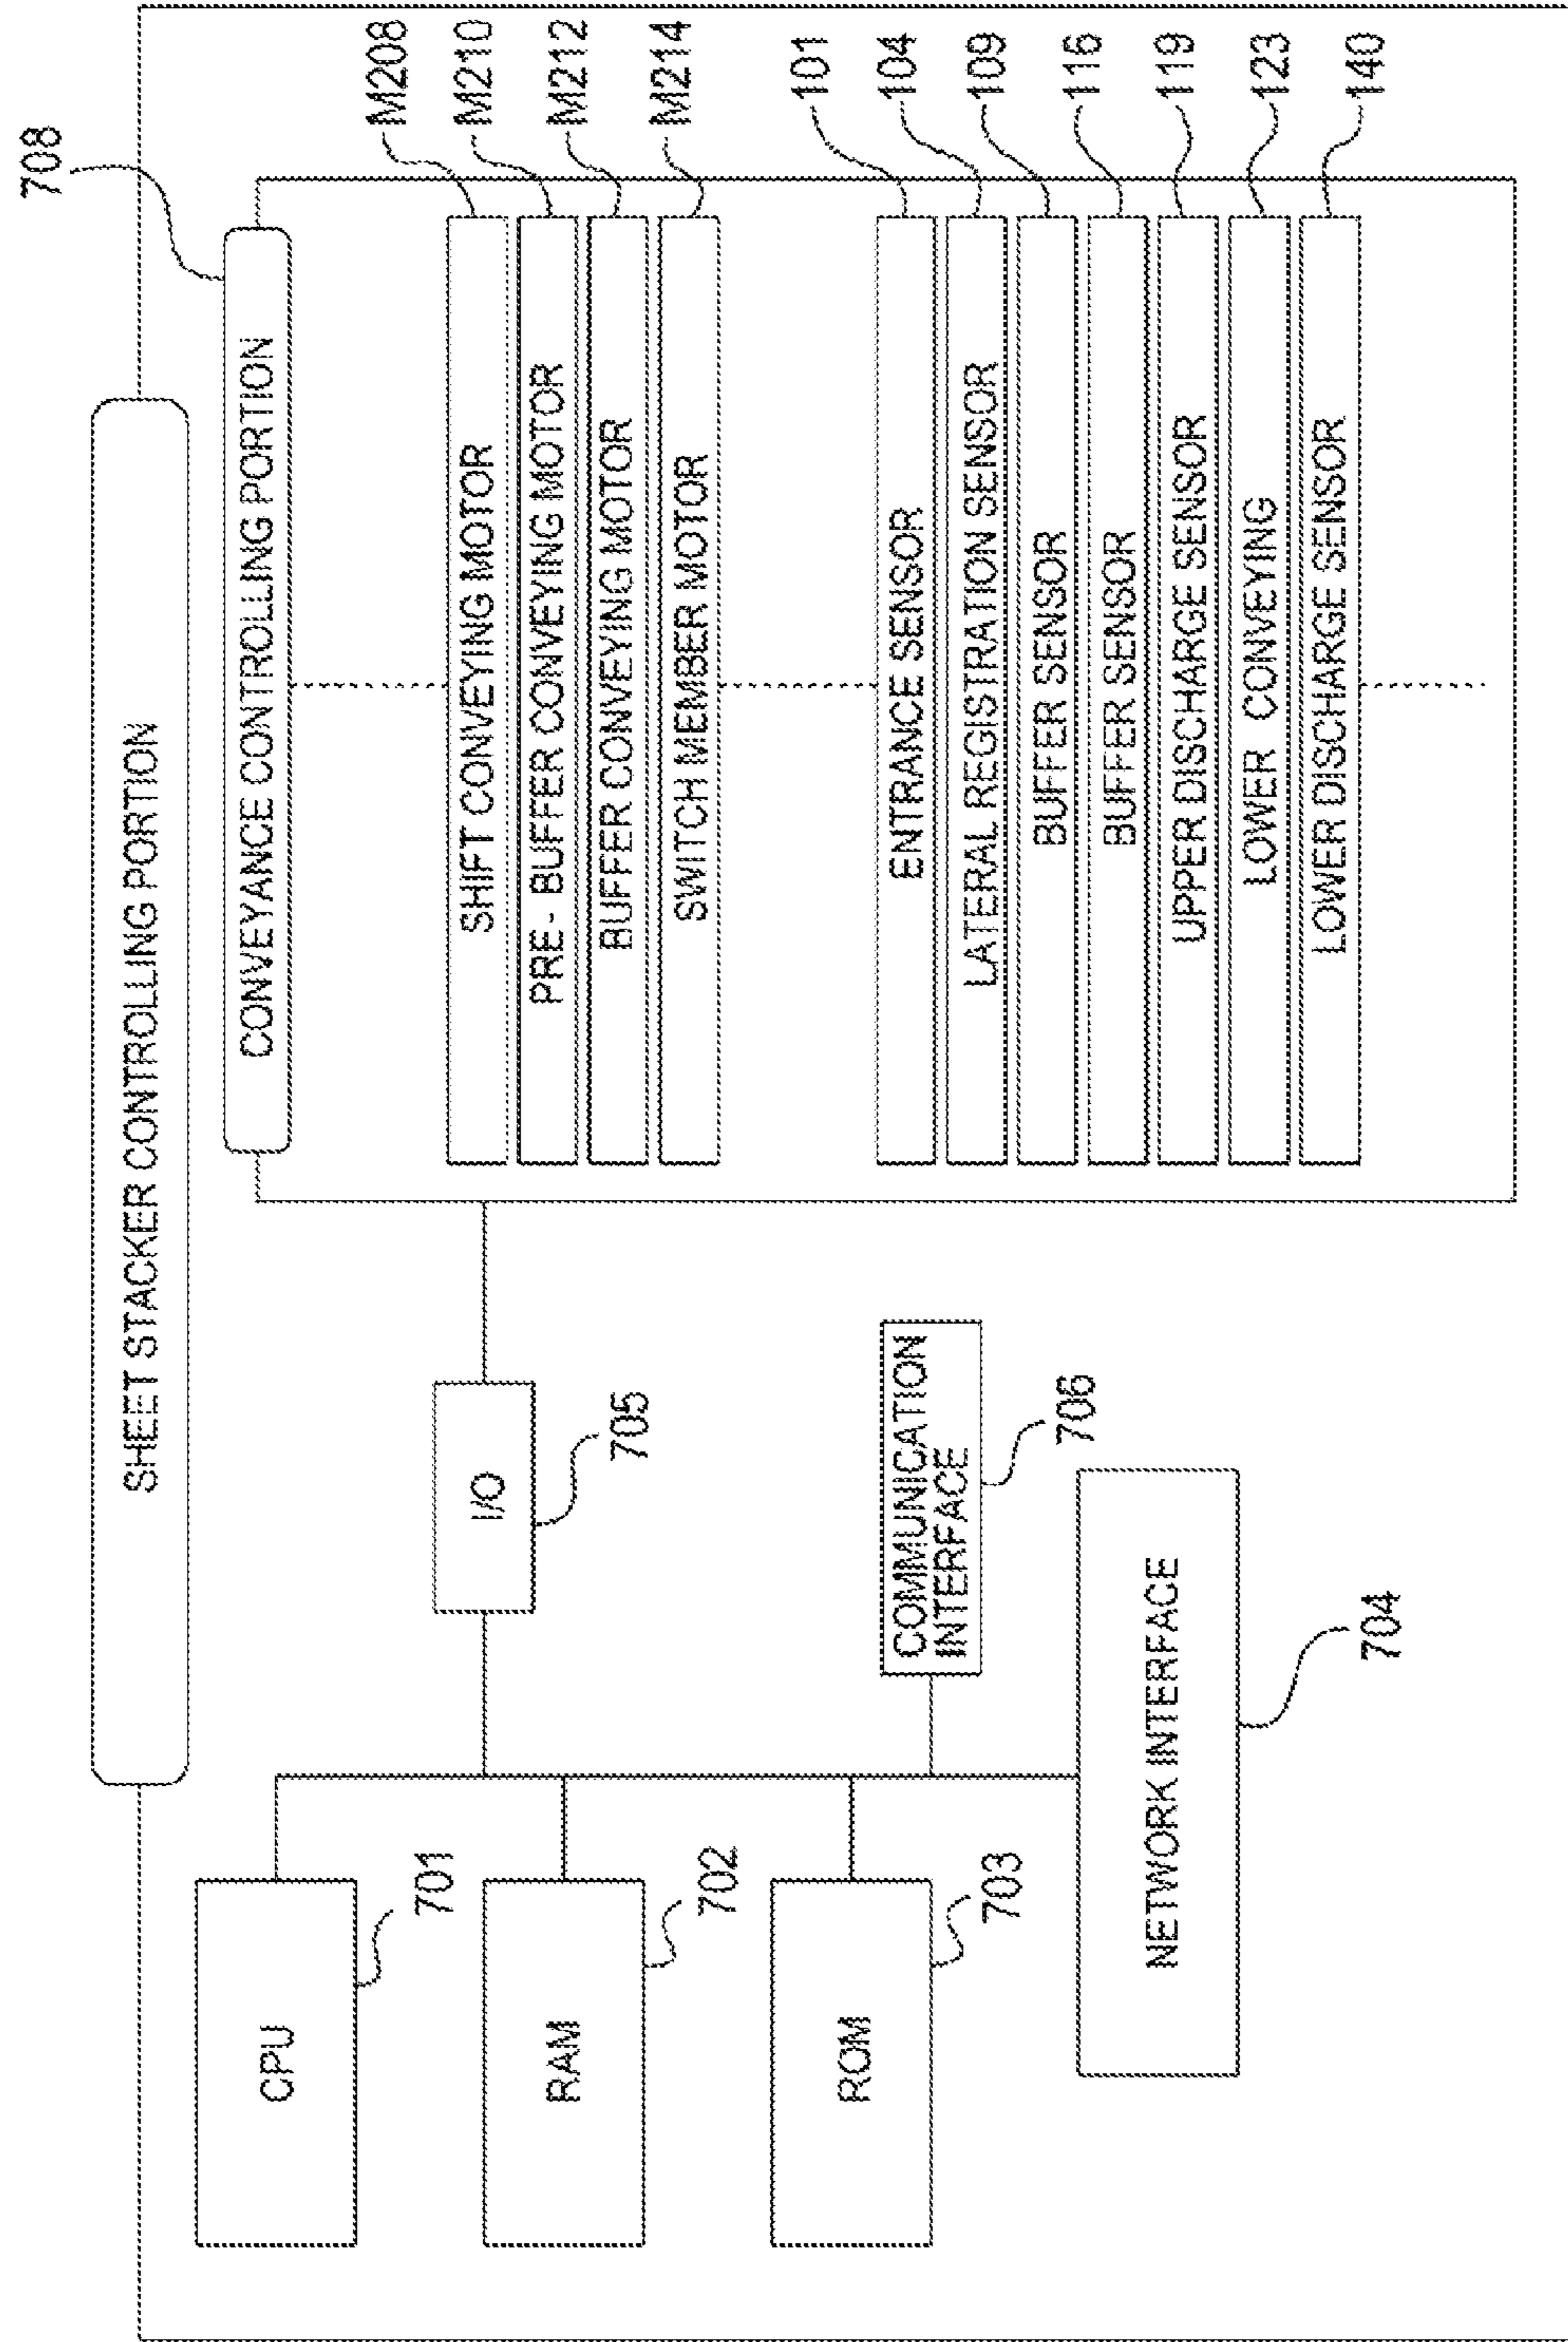 SHEET STACKER CONTROLLING PORTION
CPU
701
RAM
702
ROM
703
NETWORK INTERFACE
704
I/O
705
COMMUNICATION
INTERFACE
706
CONVEYANCE CONTROLLING PORTION
708
SHIFT CONVEYING MOTOR
M208
PRE - BUFFER CONVEYING MOTOR
M210
BUFFER CONVEYING MOTOR
M212
SWITCH MEMBER MOTOR
M214
ENTRANCE SENSOR
101
LATERAL REGISTRATION SENSOR
104
BUFFER SENSOR
109
BUFFER SENSOR
116
UPPER DISCHARGE SENSOR
119
LOWER CONVEYING
123
LOWER DISCHARGE SENSOR
140